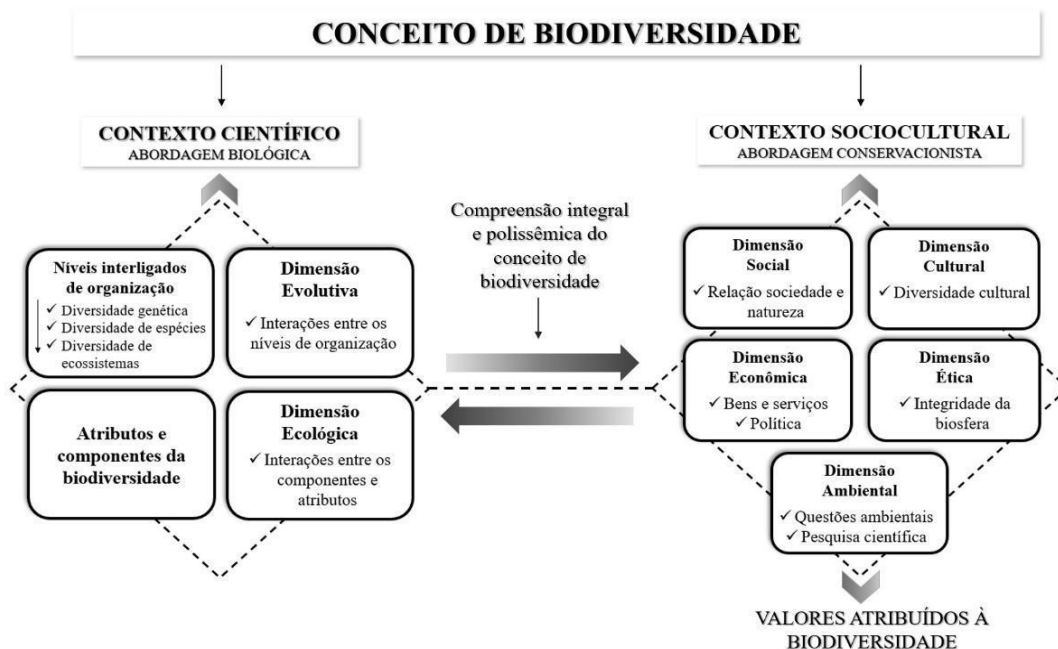 CONCEITO DE BIODIVERSIDADE
CONTEXTO CIENTÍFICO
ABORDAGEM BIOLÓGICA
Níveis interligados
de organização
✓ Diversidade genética
✓ Diversidade de espécies
✓ Diversidade de
ecossistemas
Dimensão
Evolutiva
✓ Interações entre os
níveis de organização
Atributos e
componentes da
biodiversidade
Dimensão
Ecológica
✓ Interações entre os
componentes e
atributos
Compreensão integral
e polissêmica do
conceito de
biodiversidade
CONTEXTO SOCIOCULTURAL
ABORDAGEM CONSERVACIONISTA
Dimensão
Social
✓ Relação sociedade e
natureza
Dimensão
Cultural
✓ Diversidade cultural
Dimensão
Econômica
✓ Bens e serviços
✓ Política
Dimensão
Ética
✓ Integridade da
biosfera
Dimensão
Ambiental
✓ Questões ambientais
✓ Pesquisa científica
VALORES ATRIBUÍDOS À
BIODIVERSIDADE